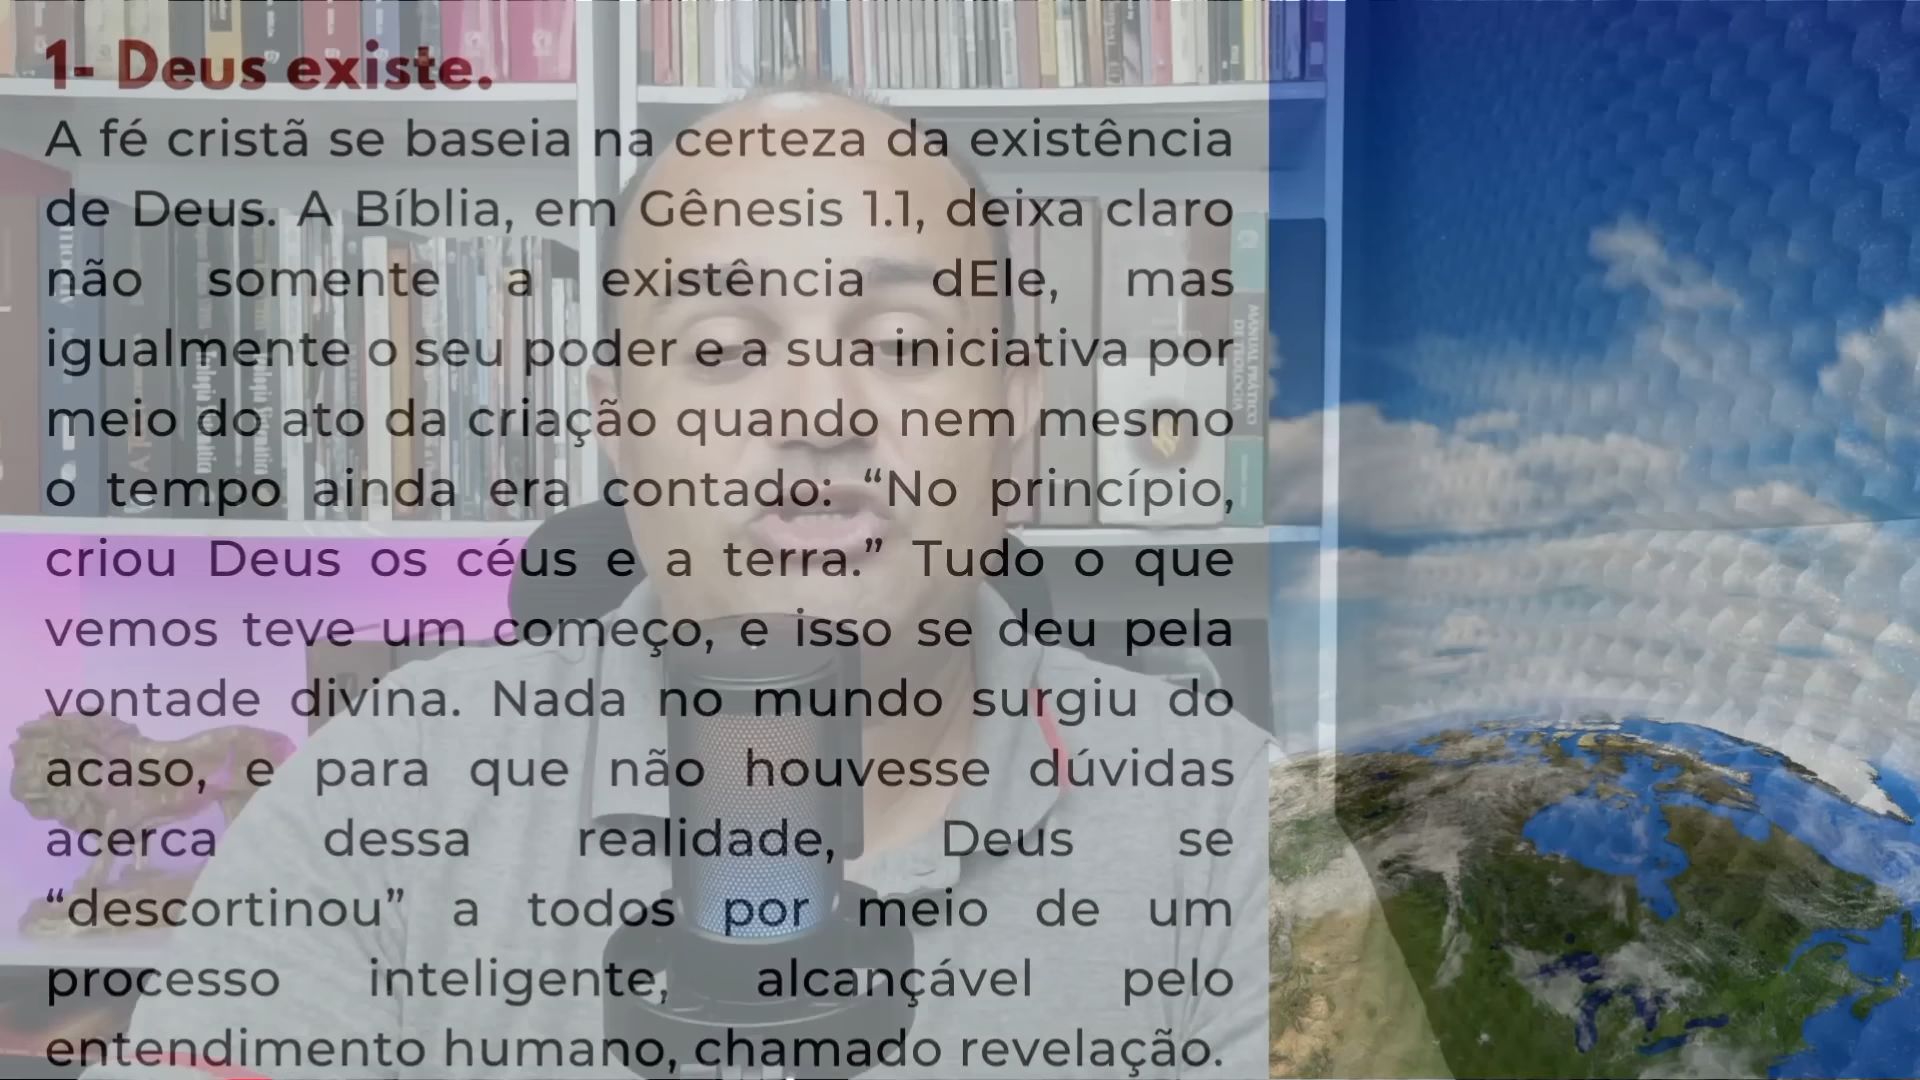 1- Deus existe.
A fé cristã se baseia na certeza da existência
de Deus. A Bíblia, em Gênesis 1.1, deixa claro
não somente a existência dEle, mas
igualmente o seu poder e a sua iniciativa por
meio do ato da criação quando nem mesmo
o tempo ainda era contado: “No princípio,
criou Deus os céus e a terra.” Tudo o que
vemos teve um começo, e isso se deu pela
vontade divina. Nada no mundo surgiu do
acaso, e para que não houvesse dúvidas
acerca dessa realidade, Deus se
“descortinou” a todos por meio de um
processo inteligente, alcançável pelo
entendimento humano, chamado revelação.
MANUAL PRÁTICO
DE TEOLOGIA